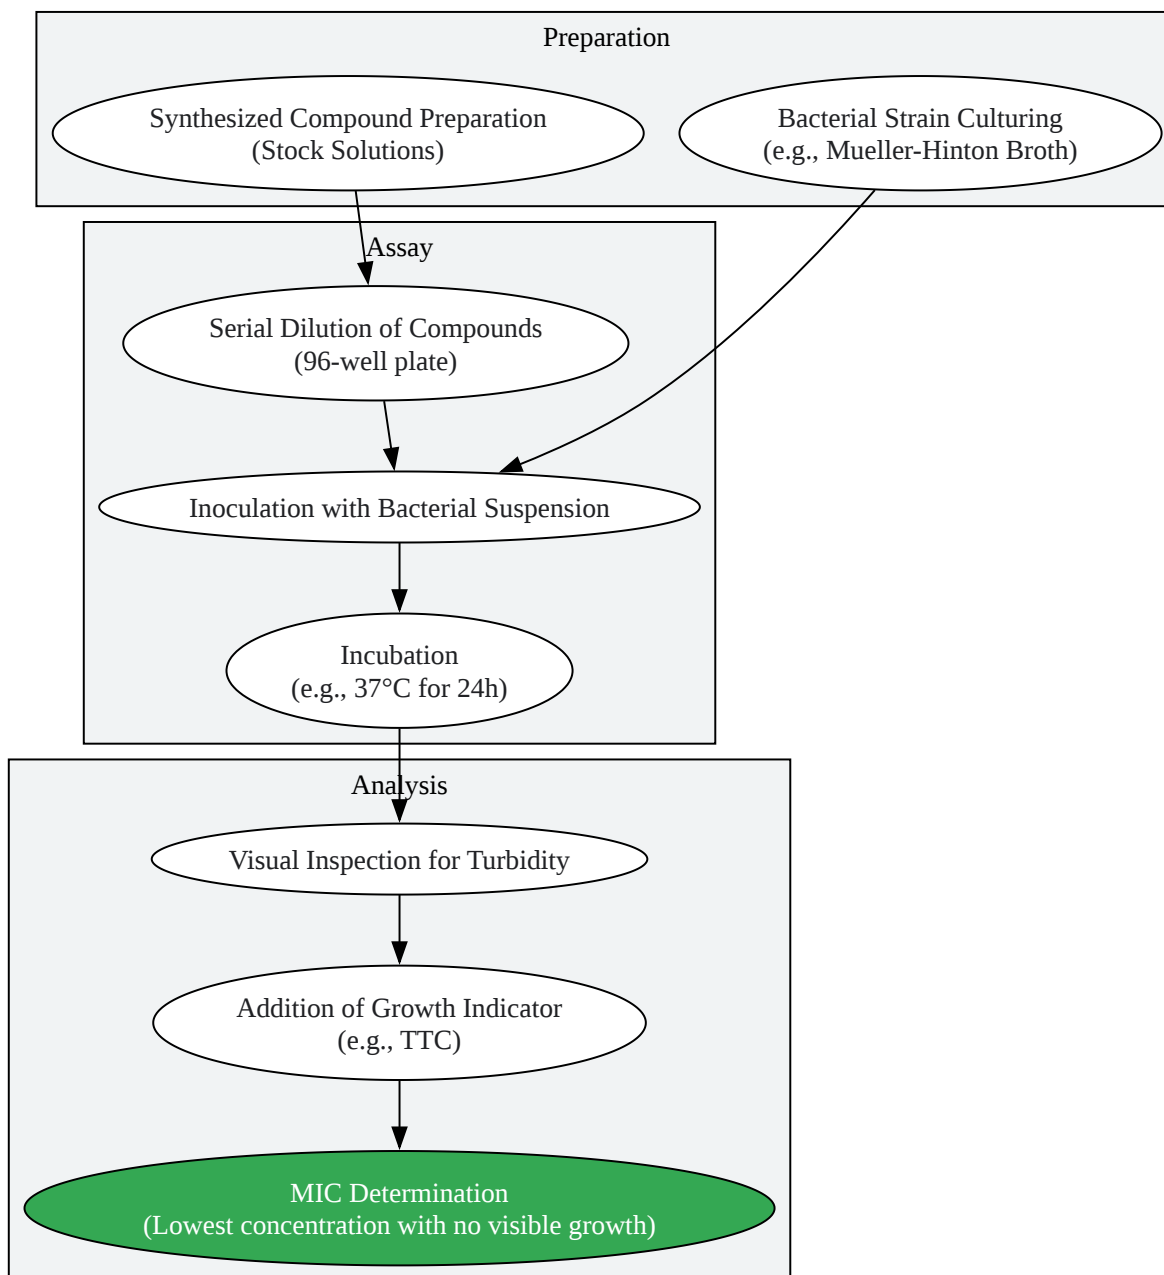 Preparation
Synthesized Compound Preparation
(Stock Solutions)
Bacterial Strain Culturing
(e.g., Mueller-Hinton Broth)
Assay
Serial Dilution of Compounds
(96-well plate)
Inoculation with Bacterial Suspension
Incubation
(e.g., 37°C for 24h)
Analysis
Visual Inspection for Turbidity
Addition of Growth Indicator
(e.g., TTC)
MIC Determination
(Lowest concentration with no visible growth)